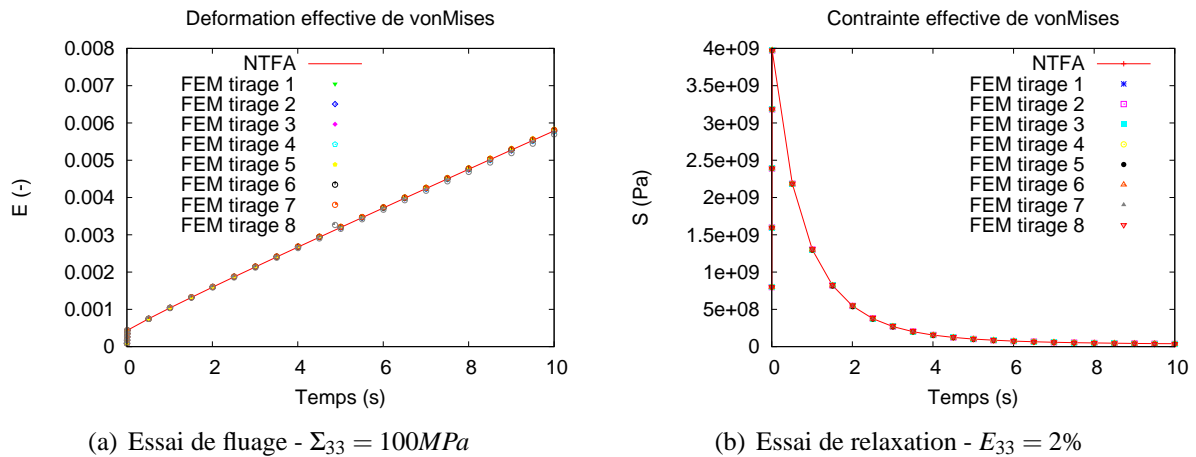 Deformation effective de vonMises
E (-)
0.008
0.007
0.006
0.005
0.004
0.003
0.002
0.001
0
NTFA
FEM tirage 1
FEM tirage 2
FEM tirage 3
FEM tirage 4
FEM tirage 5
FEM tirage 6
FEM tirage 7
FEM tirage 8
0 2 4 6 8 10
Temps (s)
(a) Essai de fluage - Σ33 = 100MPa
Contrainte effective de vonMises
S (Pa)
4e+09
3.5e+09
3e+09
2.5e+09
2e+09
1.5e+09
1e+09
5e+08
0
NTFA
FEM tirage 1
FEM tirage 2
FEM tirage 3
FEM tirage 4
FEM tirage 5
FEM tirage 6
FEM tirage 7
FEM tirage 8
0 2 4 6 8 10
Temps (s)
(b) Essai de relaxation - E33 = 2%